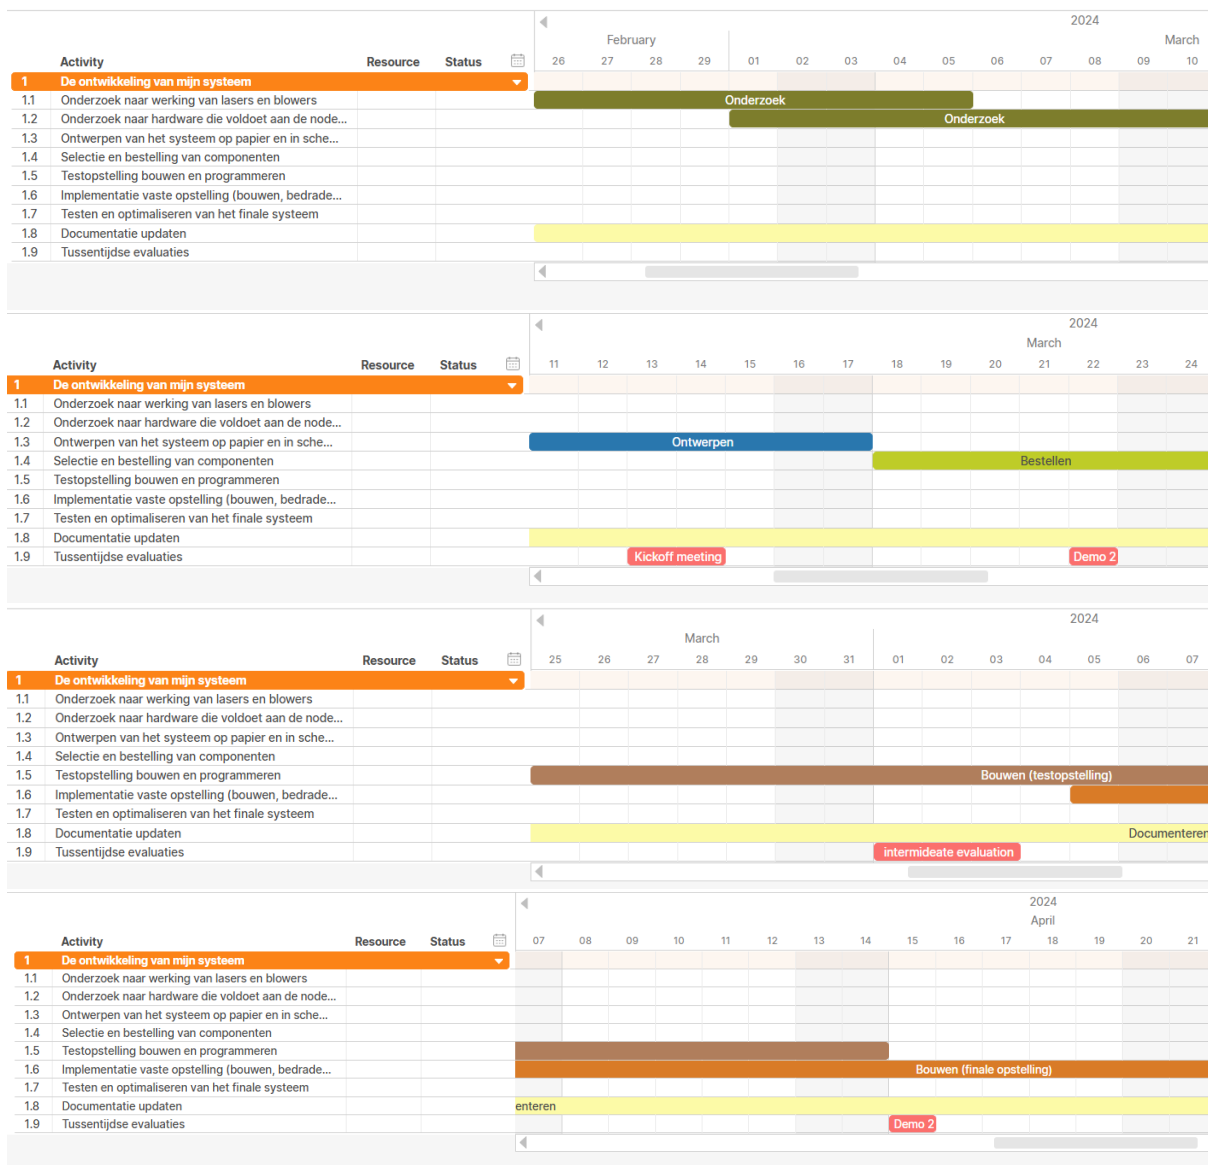 2024
February March
Activity Resource Status 26 27 28 29 01 02 03 04 05 06 07 08 09 10
1 De ontwikkeling van mijn systeem
1.1 Onderzoek naar werking van lasers en blowers Onderzoek
1.2 Onderzoek naar hardware die voldoet aan de node... Onderzoek
1.3 Ontwerpen van het systeem op papier en in sche...
1.4 Selectie en bestelling van componenten
1.5 Testopstelling bouwen en programmeren
1.6 Implementatie vaste opstelling (bouwen, bedrade...
1.7 Testen en optimaliseren van het finale systeem
1.8 Documentatie updaten
1.9 Tussentijdse evaluaties
2024
March
Activity Resource Status 11 12 13 14 15 16 17 18 19 20 21 22 23 24
1 De ontwikkeling van mijn systeem
1.1 Onderzoek naar werking van lasers en blowers
1.2 Onderzoek naar hardware die voldoet aan de node...
1.3 Ontwerpen van het systeem op papier en in sche... Ontwerpen
1.4 Selectie en bestelling van componenten Bestellen
1.5 Testopstelling bouwen en programmeren
1.6 Implementatie vaste opstelling (bouwen, bedrade...
1.7 Testen en optimaliseren van het finale systeem
1.8 Documentatie updaten
1.9 Tussentijdse evaluaties Kickoff meeting Demo 2
2024
March
Activity Resource Status 25 26 27 28 29 30 31 01 02 03 04 05 06 07
1 De ontwikkeling van mijn systeem
1.1 Onderzoek naar werking van lasers en blowers
1.2 Onderzoek naar hardware die voldoet aan de node...
1.3 Ontwerpen van het systeem op papier en in sche...
1.4 Selectie en bestelling van componenten
1.5 Testopstelling bouwen en programmeren Bouwen (testopstelling)
1.6 Implementatie vaste opstelling (bouwen, bedrade...
1.7 Testen en optimaliseren van het finale systeem
1.8 Documentatie updaten Documenteren
1.9 Tussentijdse evaluaties intermideate evaluation
2024
April
Activity Resource Status 07 08 09 10 11 12 13 14 15 16 17 18 19 20 21
1 De ontwikkeling van mijn systeem
1.1 Onderzoek naar werking van lasers en blowers
1.2 Onderzoek naar hardware die voldoet aan de node...
1.3 Ontwerpen van het systeem op papier en in sche...
1.4 Selectie en bestelling van componenten
1.5 Testopstelling bouwen en programmeren
1.6 Implementatie vaste opstelling (bouwen, bedrade... Bouwen (finale opstelling)
1.7 Testen en optimaliseren van het finale systeem
1.8 Documentatie updaten enteren
1.9 Tussentijdse evaluaties Demo 2